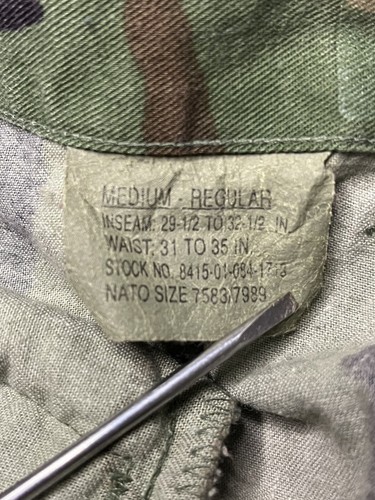 MEDIUM - REGULAR
INSEAM: 29-1/2 TO 32-1/2 IN.
WAIST: 31 TO 35 IN.
STOCK NO. 8415-01-084-1713
NATO SIZE 7583/7989